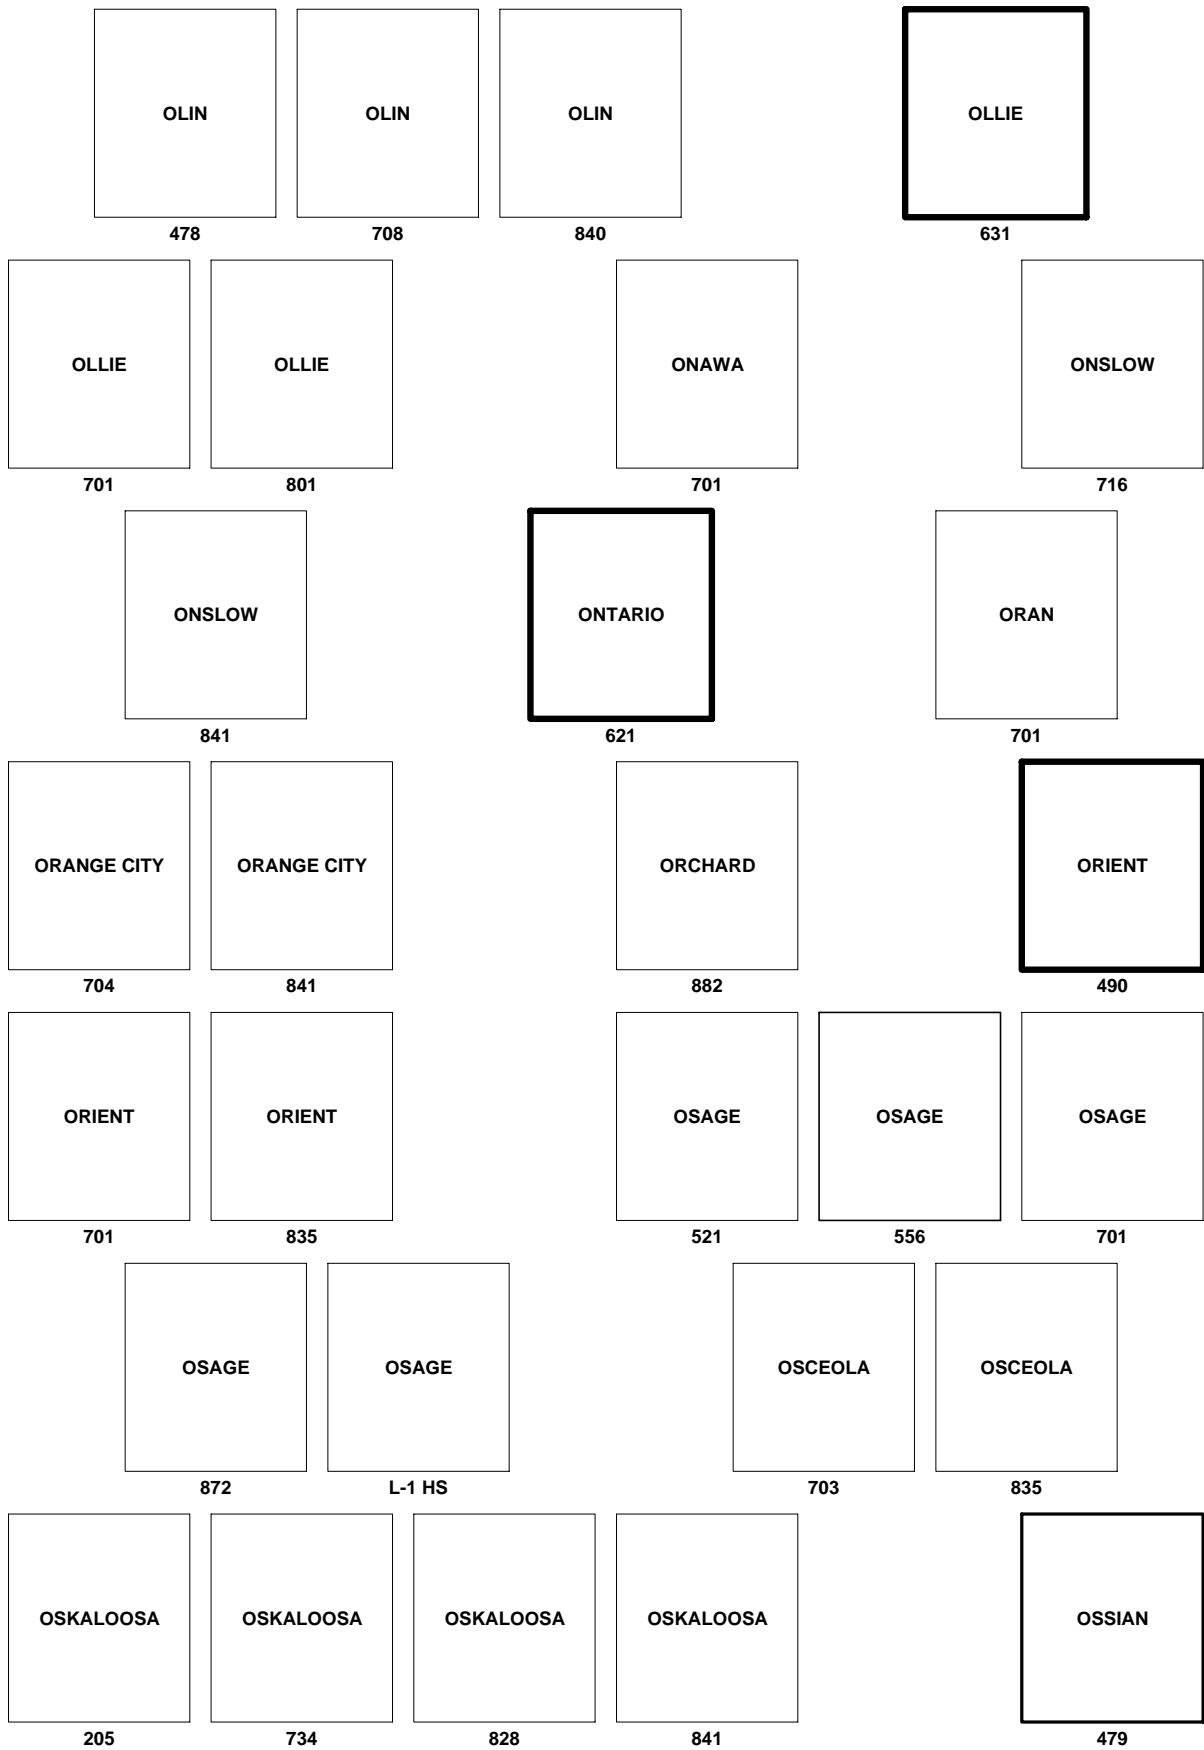 OLIN OLIN OLIN OLLIE
478 708 840 631
OLLIE OLLIE ONAWA ONSLOW
701 801 701 716
ONSLOW ONTARIO ORAN
841 621 701
ORANGE CITY ORANGE CITY ORCHARD ORIENT
704 841 882 490
ORIENT ORIENT OSAGE OSAGE OSAGE
701 835 521 556 701
OSAGE OSAGE OSCEOLA OSCEOLA
872 L-1 HS 703 835
OSKALOOSA OSKALOOSA OSKALOOSA OSKALOOSA OSSIAN
205 734 828 841 479